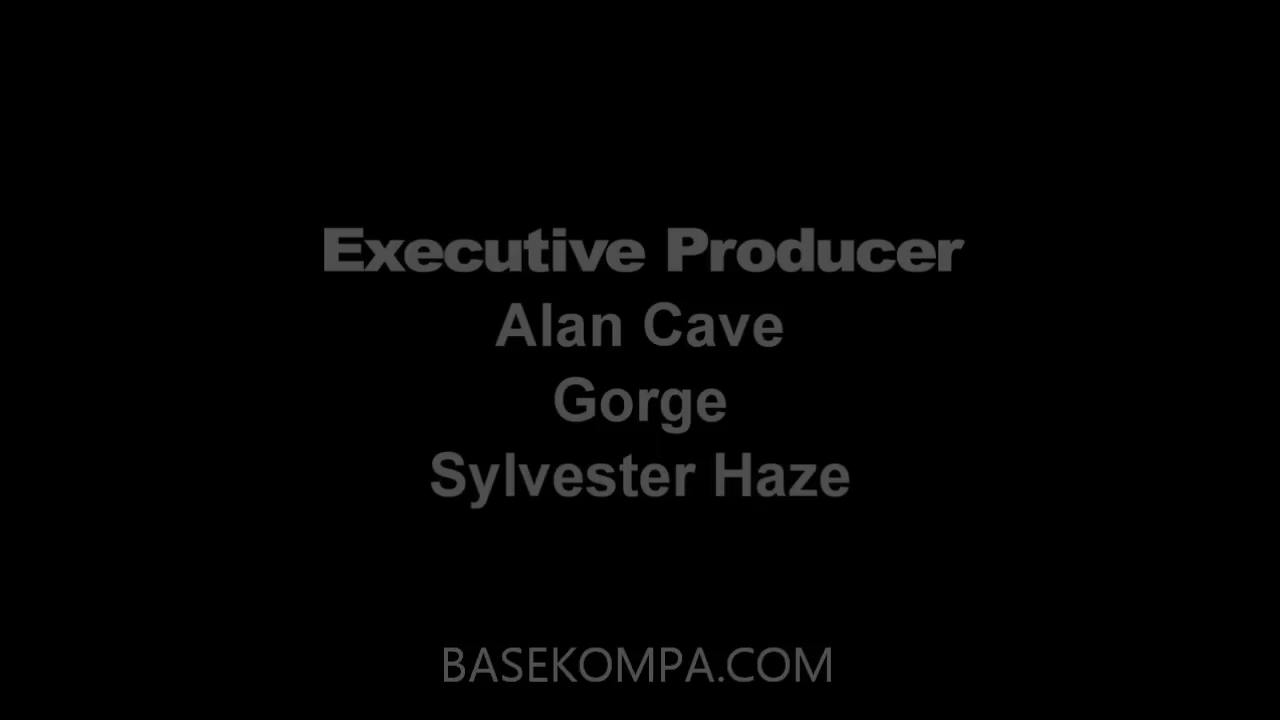 Executive Producer
Alan Cave
Gorge
Sylvester Haze
BASEKOMPA.COM